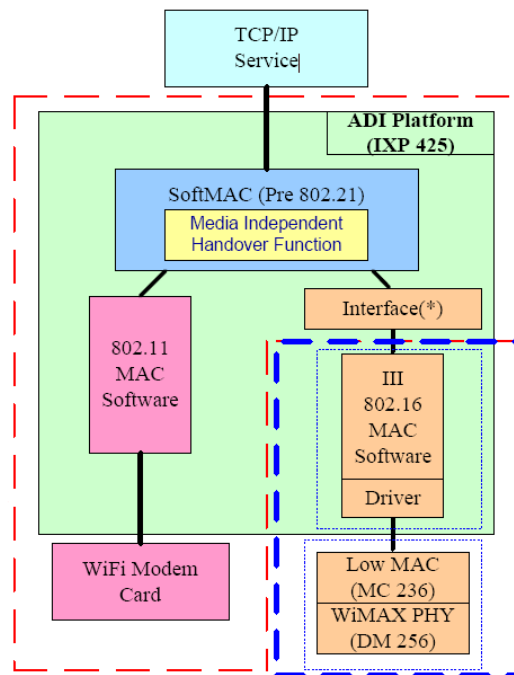 TCP/IP
Service
ADI Platform
(IXP 425)
SoftMAC (Pre 802.21)
Media Independent
Handover Function
Interface(*)
802.11
MAC
Software
III
802.16
MAC
Software
Driver
WiFi Modem
Card
Low MAC
(MC 236)
WiMAX PHY
(DM 256)